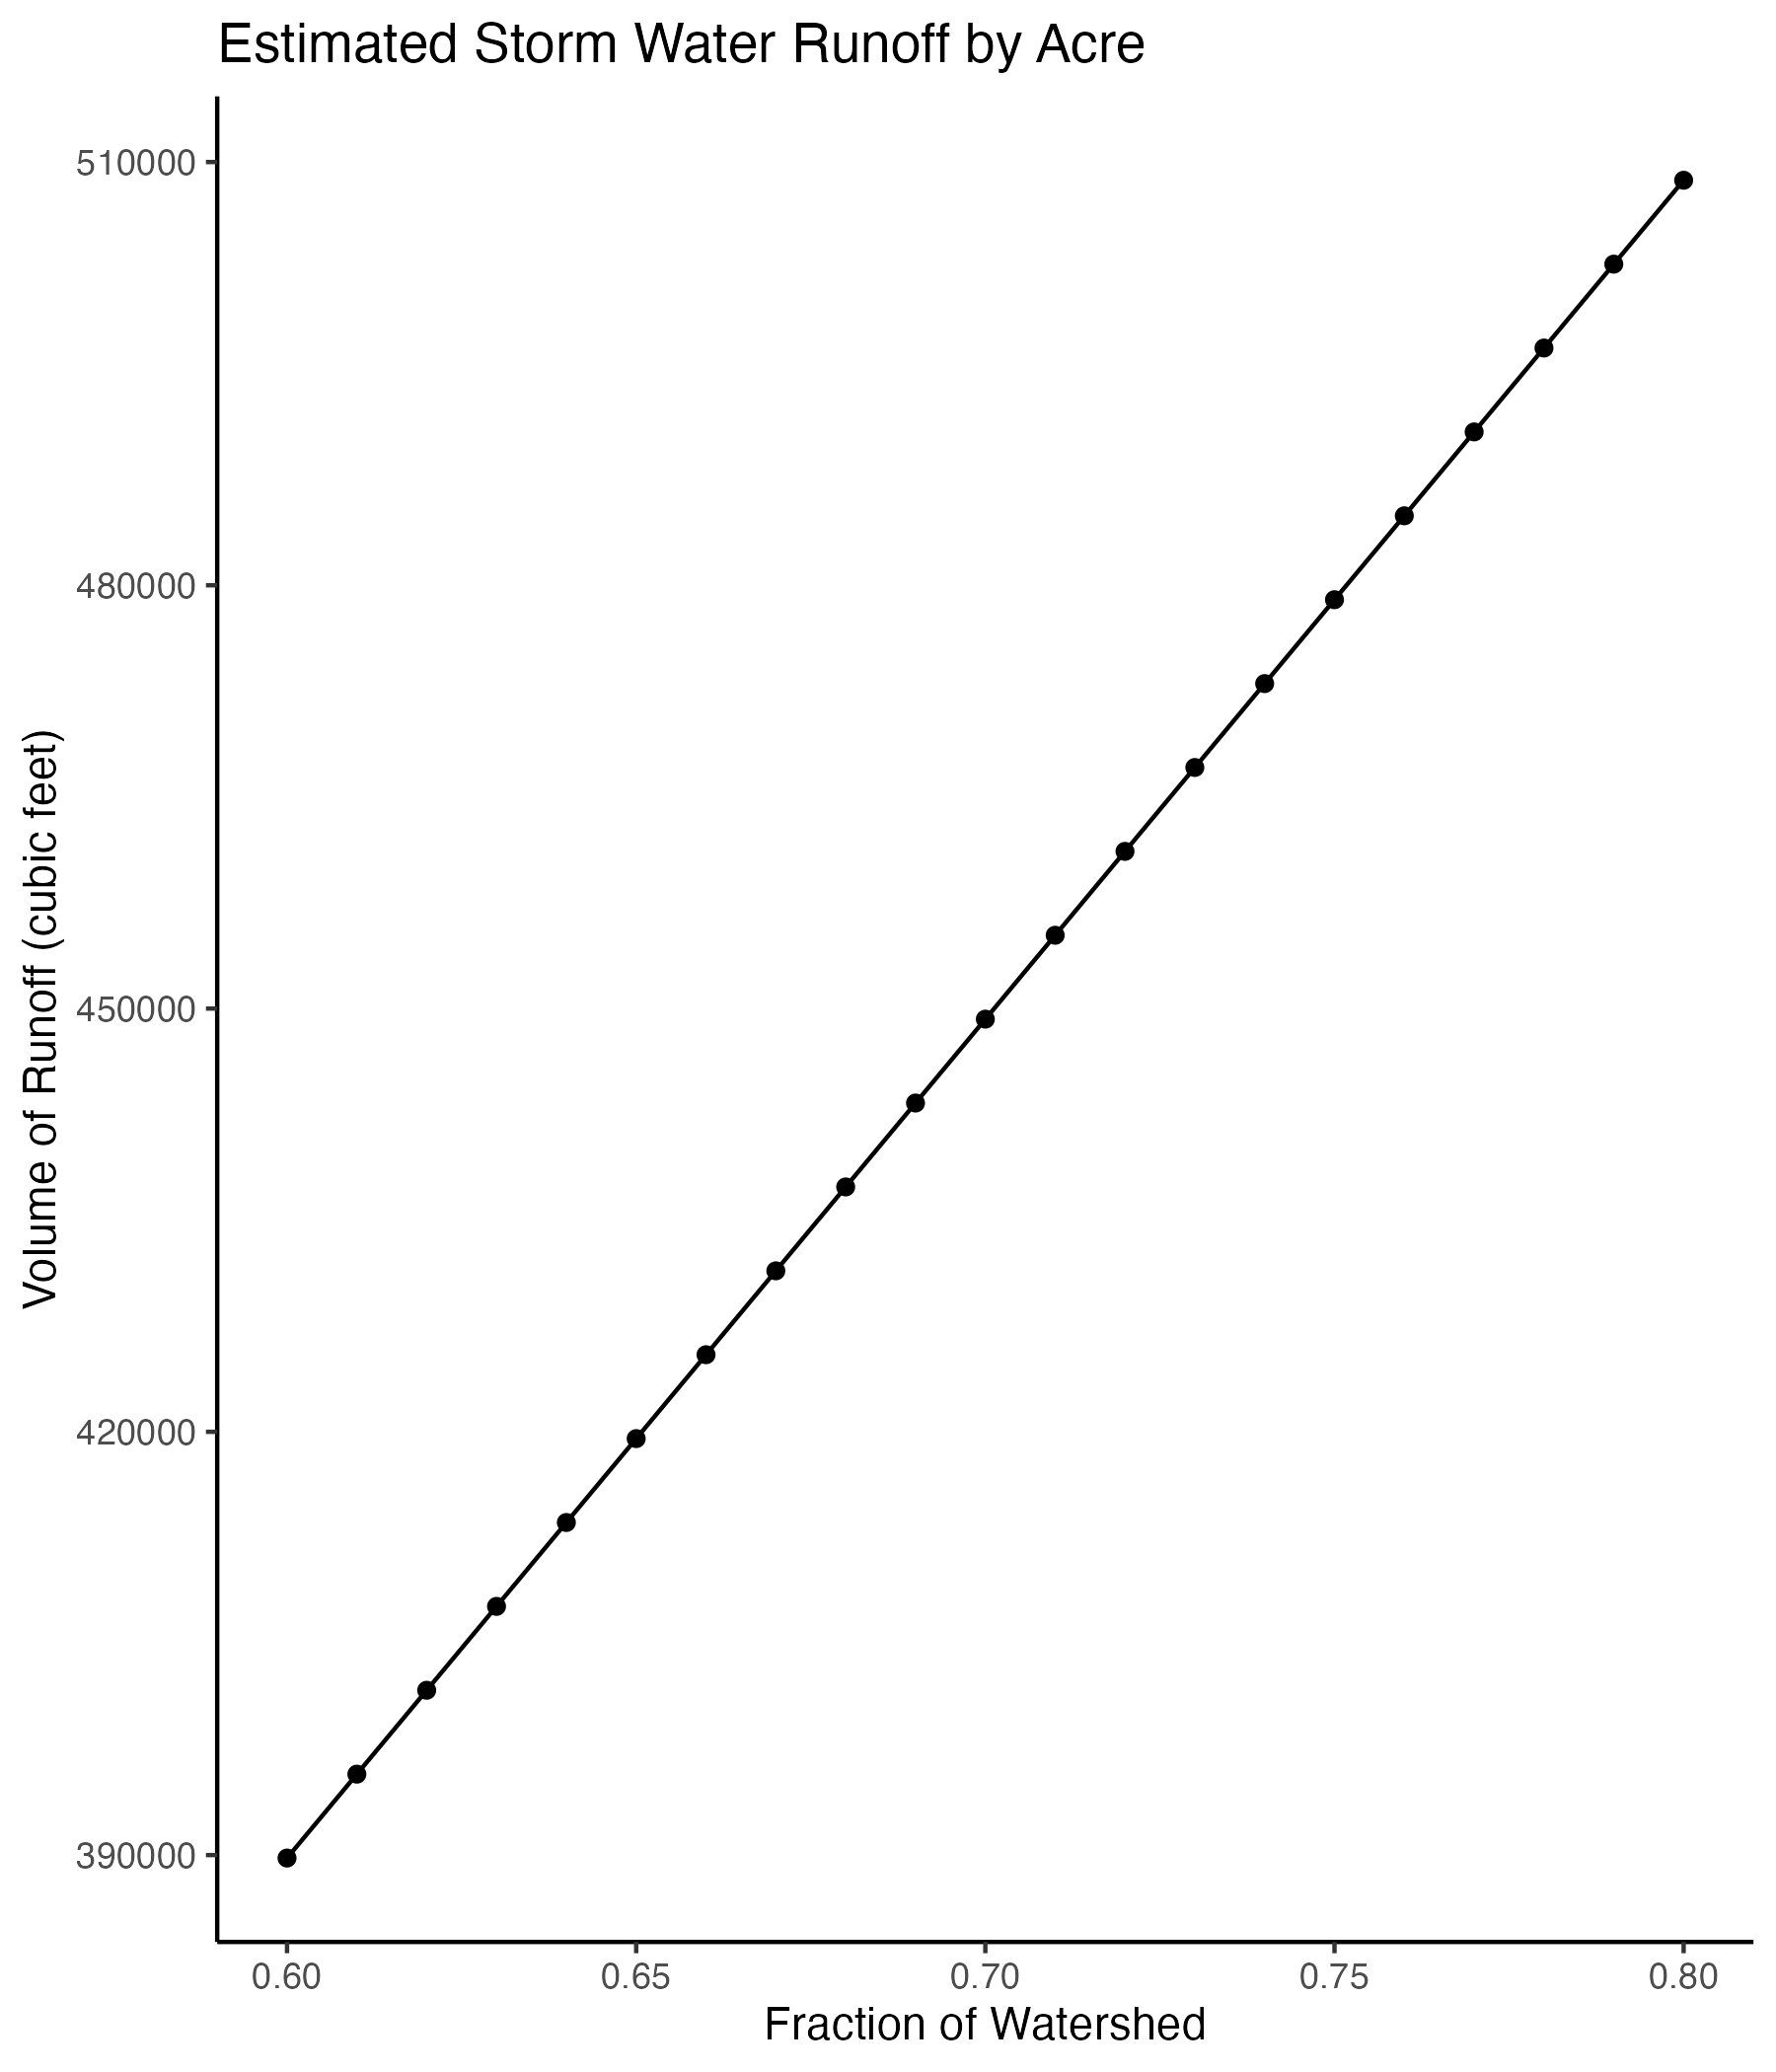 Estimated Storm Water Runoff by Acre
510000
480000
450000
420000
390000
Volume of Runoff (cubic feet)
0.60 0.65 0.70 0.75 0.80
Fraction of Watershed